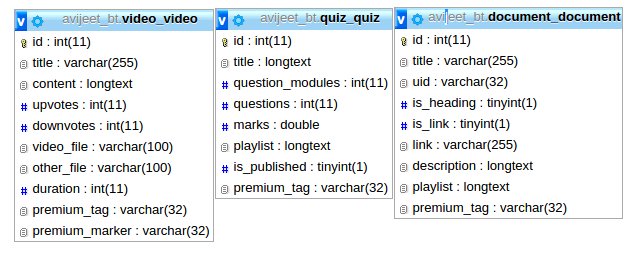 avijeet_bt.video_video
id : int(11)
title : varchar(255)
content : longtext
upvotes : int(11)
downvotes : int(11)
video_file : varchar(100)
other_file : varchar(100)
duration : int(11)
premium_tag : varchar(32)
premium_marker : varchar(32)
avijeet_bt.quiz_quiz
id : int(11)
title : longtext
question_modules : int(11)
questions : int(11)
marks : double
playlist : longtext
is_published : tinyint(1)
premium_tag : varchar(32)
avijeet_bt.document_document
id : int(11)
title : varchar(255)
uid : varchar(32)
is_heading : tinyint(1)
is_link : tinyint(1)
link : varchar(255)
description : longtext
playlist : longtext
premium_tag : varchar(32)